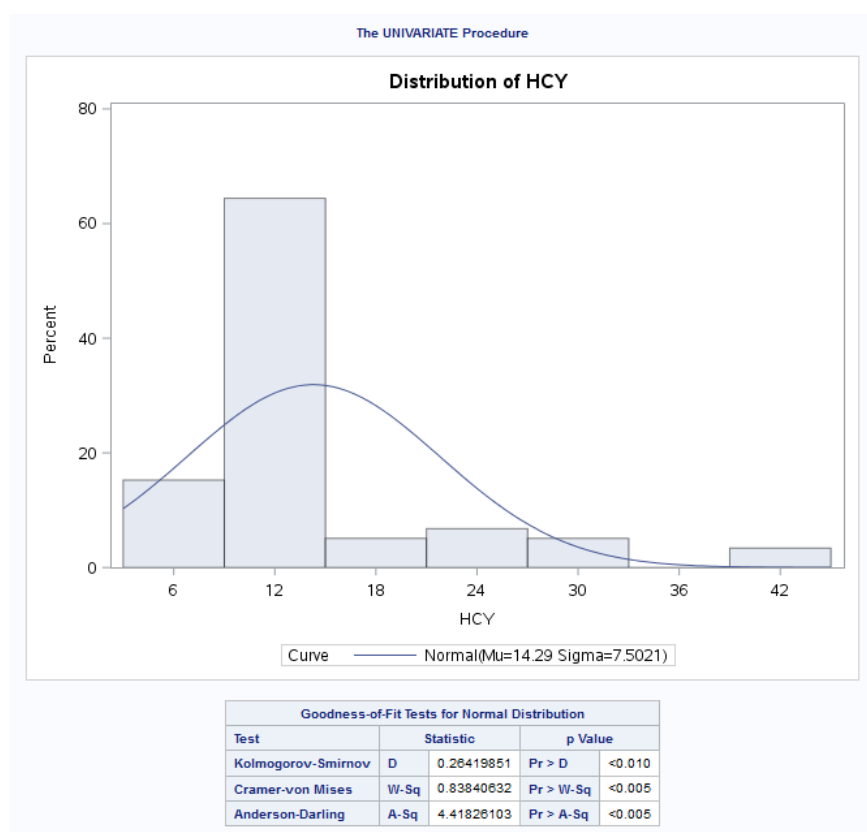 The UNIVARIATE Procedure
Distribution of HCY
80
60
40
20
0
Percent
6 12 18 24 30 36 42
HCY
Curve Normal(Mu=14.29 Sigma=7.5021)
Goodness-of-Fit Tests for Normal Distribution
Test Statistic p Value
Kolmogorov-Smirnov D 0.26419851 Pr > D <0.010
Cramer-von Mises W-Sq 0.83840632 Pr > W-Sq <0.005
Anderson-Darling A-Sq 4.41826103 Pr > A-Sq <0.005